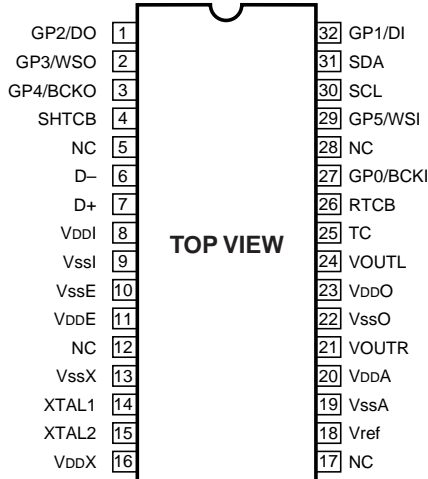 GP2/DO 1 32 GP1/DI
GP3/WSO 2 31 SDA
GP4/BCKO 3 30 SCL
SHTCB 4 29 GP5/WSI
NC 5 28 NC
D– 6 27 GP0/BCKI
D+ 7 26 RTCB
VDDI 8 25 TC
VssI 9 24 VOUTL
VssE 10 23 VDDO
VDDE 11 22 VssO
NC 12 21 VOUTR
VssX 13 20 VDDA
XTAL1 14 19 VssA
XTAL2 15 18 Vref
VDDX 16 17 NC
TOP VIEW